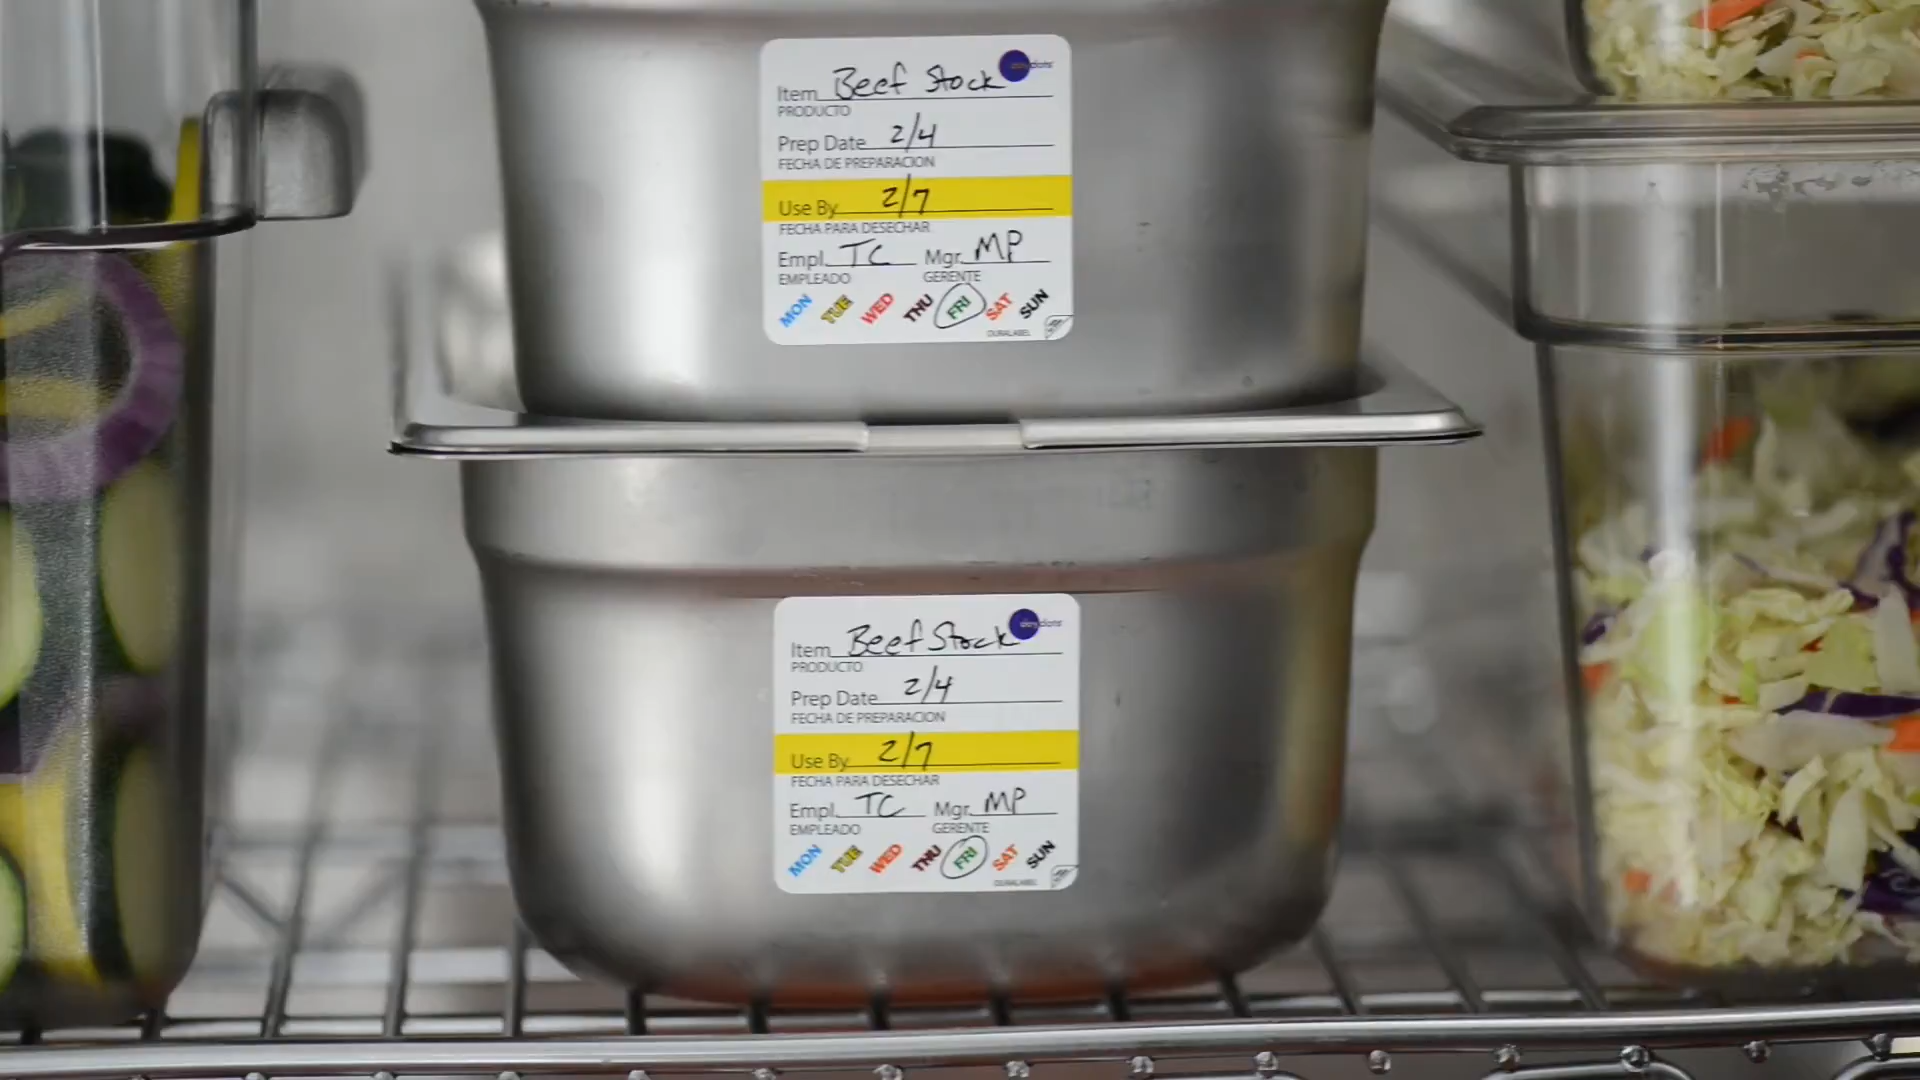 daydots
Item Beef Stock
PRODUCTO
Prep Date 2/4
FECHA DE PREPARACION
Use By 2/7
FECHA PARA DESECHAR
Empl. TC Mgr. MP
EMPLEADO GERENTE
MON TUE WED THU FRI SAT SUN
DURALABEL
daydots
Item Beef Stock
PRODUCTO
Prep Date 2/4
FECHA DE PREPARACION
Use By 2/7
FECHA PARA DESECHAR
Empl. TC Mgr. MP
EMPLEADO GERENTE
MON TUE WED THU FRI SAT SUN
DURALABEL